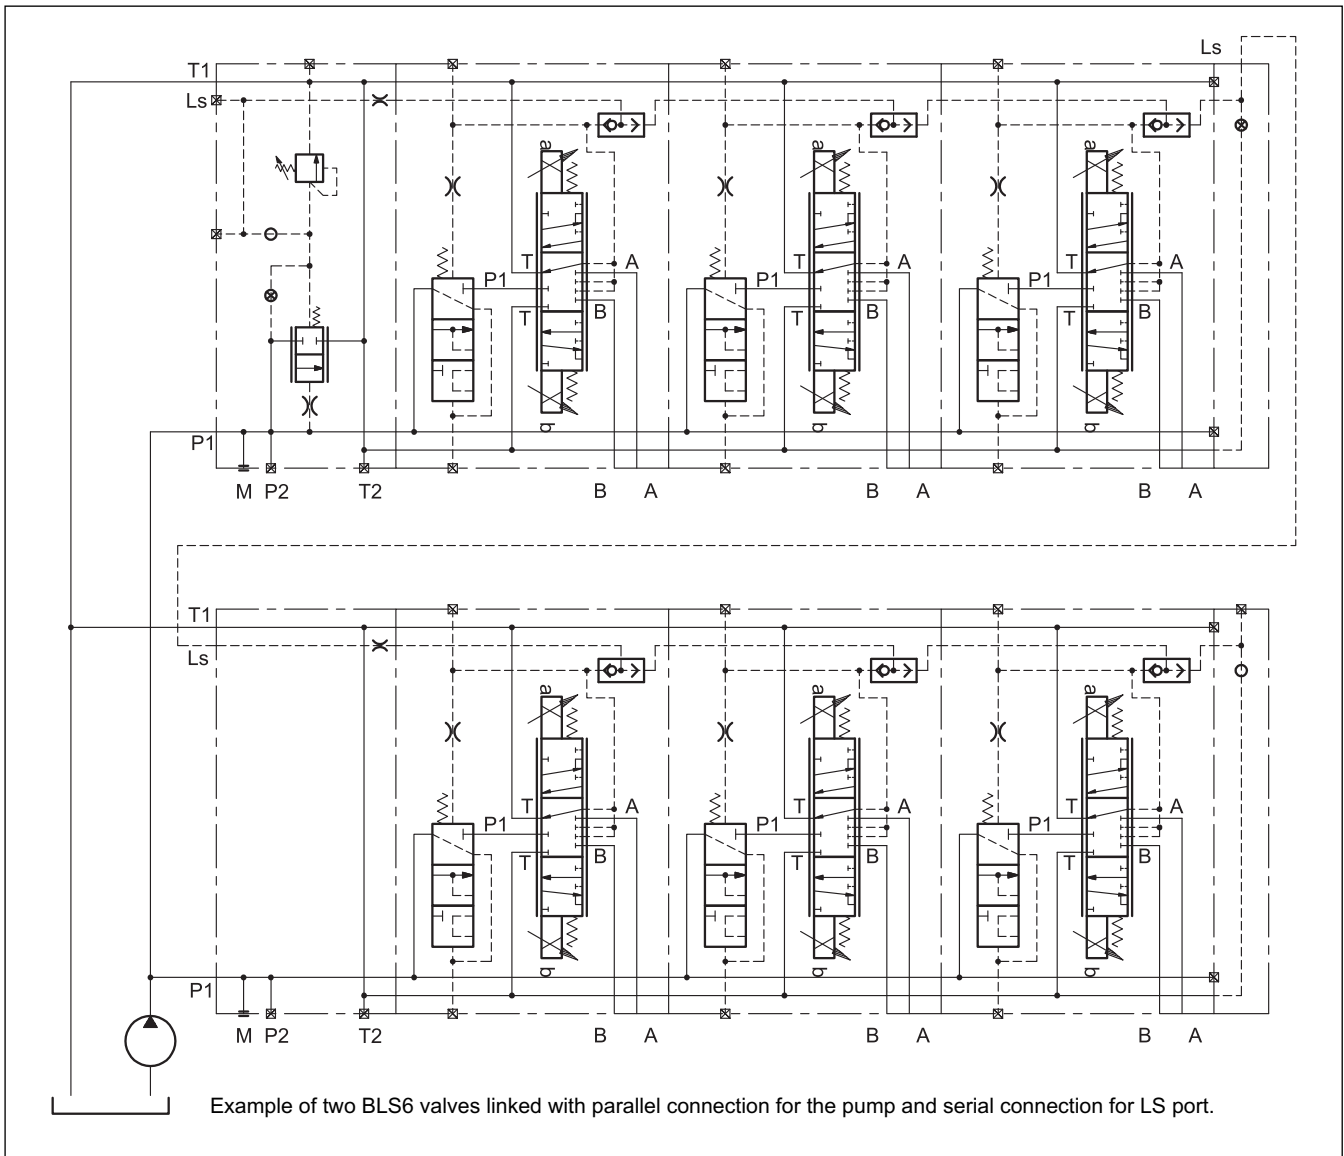 Ls
T1
Ls
a a a
T A T A T A
P1 P1 P1
T B T B T B
b b b
P1
M P2 T2 B A B A B A
T1
Ls
a a a
T A T A T A
P1 P1 P1
T B T B T B
b b b
P1
M P2 T2 B A B A B A
Example of two BLS6 valves linked with parallel connection for the pump and serial connection for LS port.